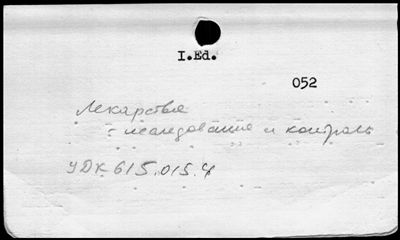 I.Ed.
052
Лекарства
- исследование и контроль
УДК 615.015.4